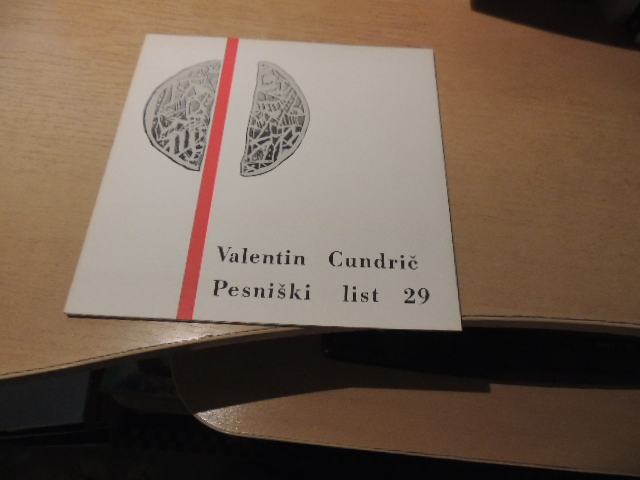 Valentin Cundrič
Pesniški list 29